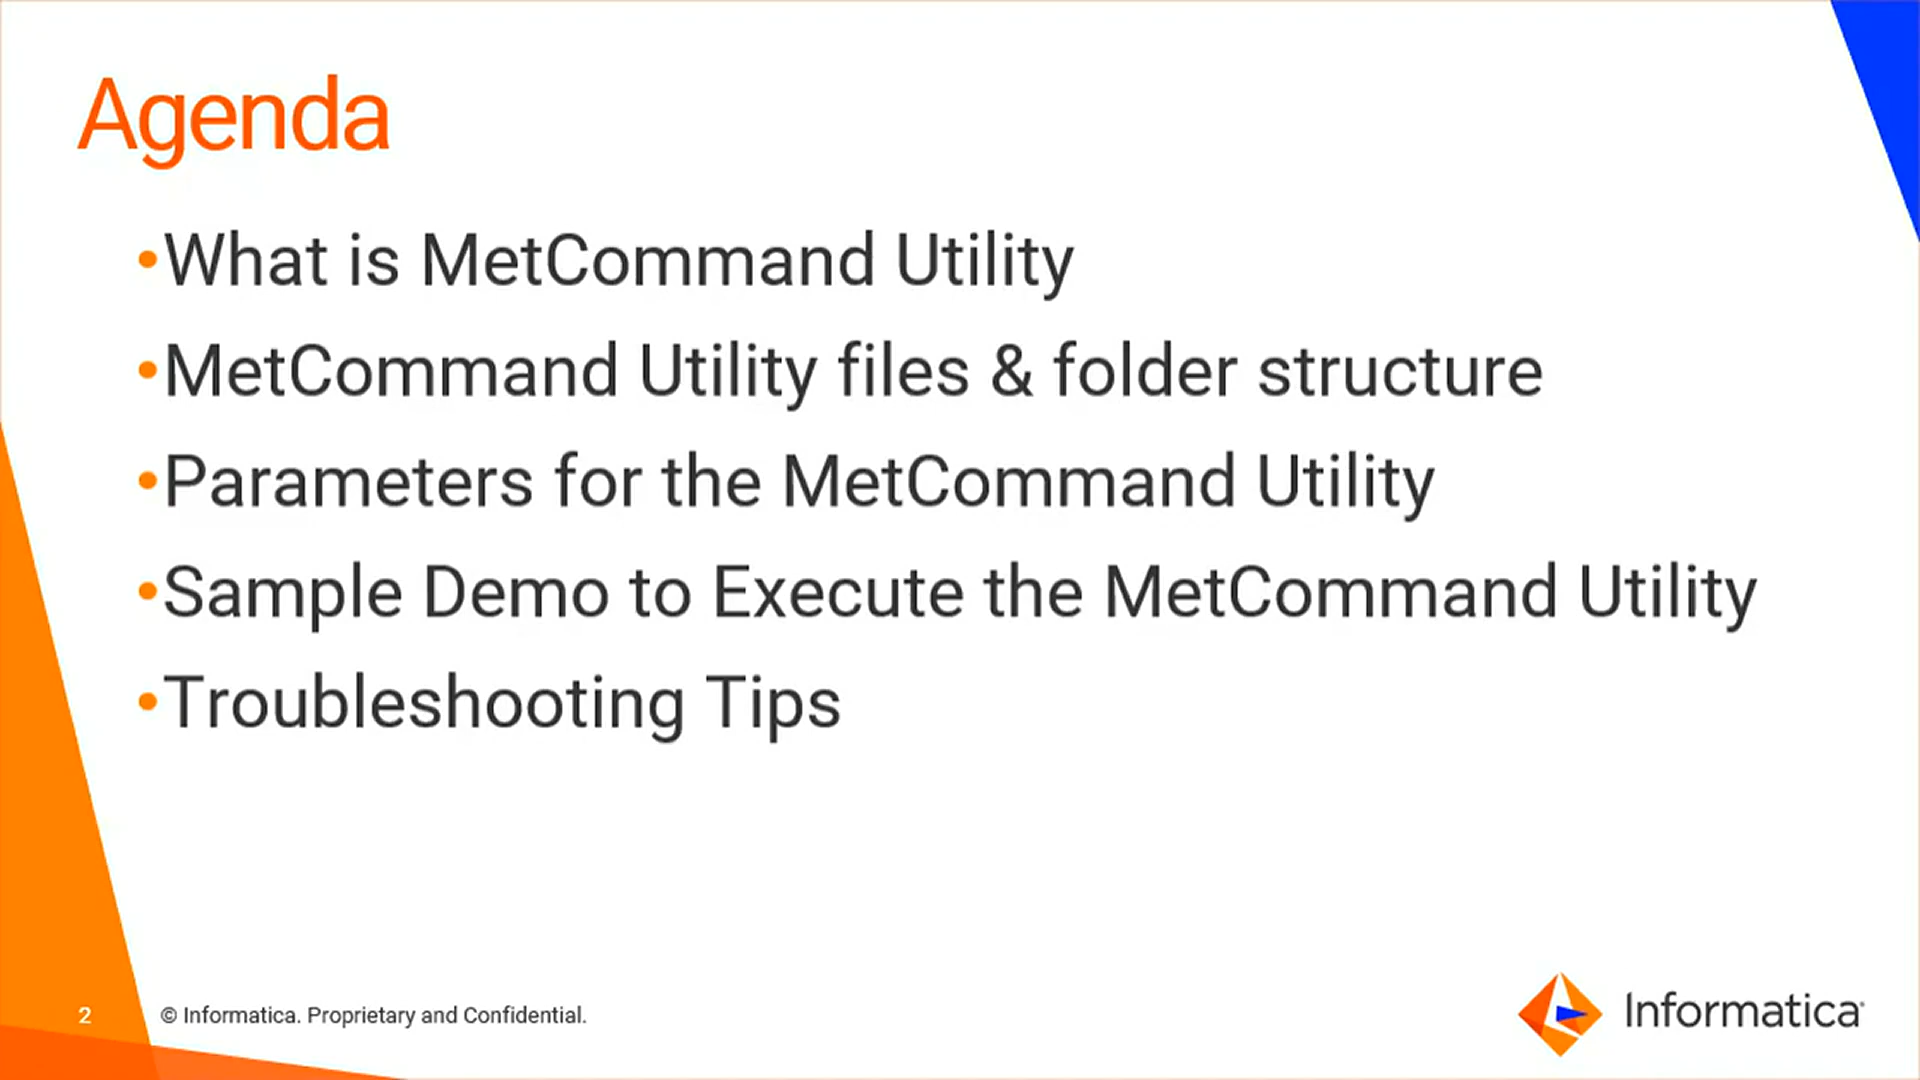 Agenda
•What is MetCommand Utility
•MetCommand Utility files & folder structure
•Parameters for the MetCommand Utility
•Sample Demo to Execute the MetCommand Utility
•Troubleshooting Tips
2
© Informatica. Proprietary and Confidential.
Informatica